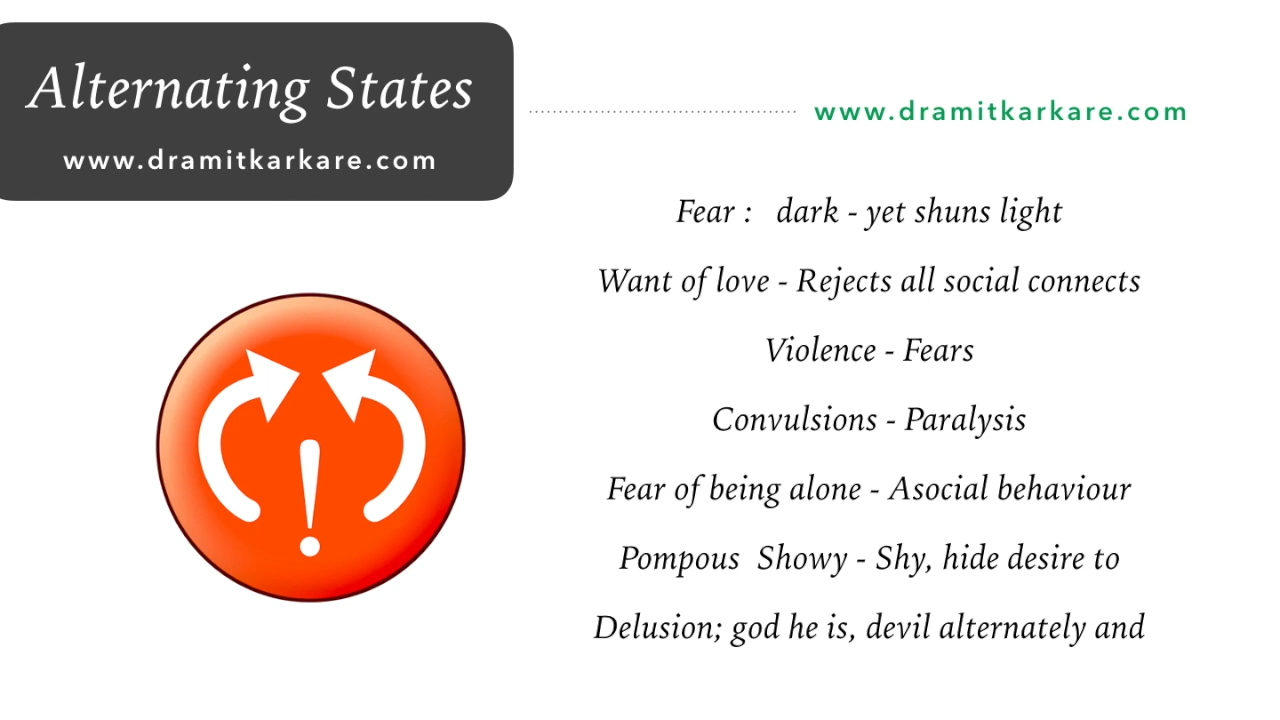 Alternating States
www.dramitkarkare.com
www.dramitkarkare.com
Fear : dark - yet shuns light
Want of love - Rejects all social connects
Violence - Fears
Convulsions - Paralysis
Fear of being alone - Asocial behaviour
Pompous Showy - Shy, hide desire to
Delusion; god he is, devil alternately and